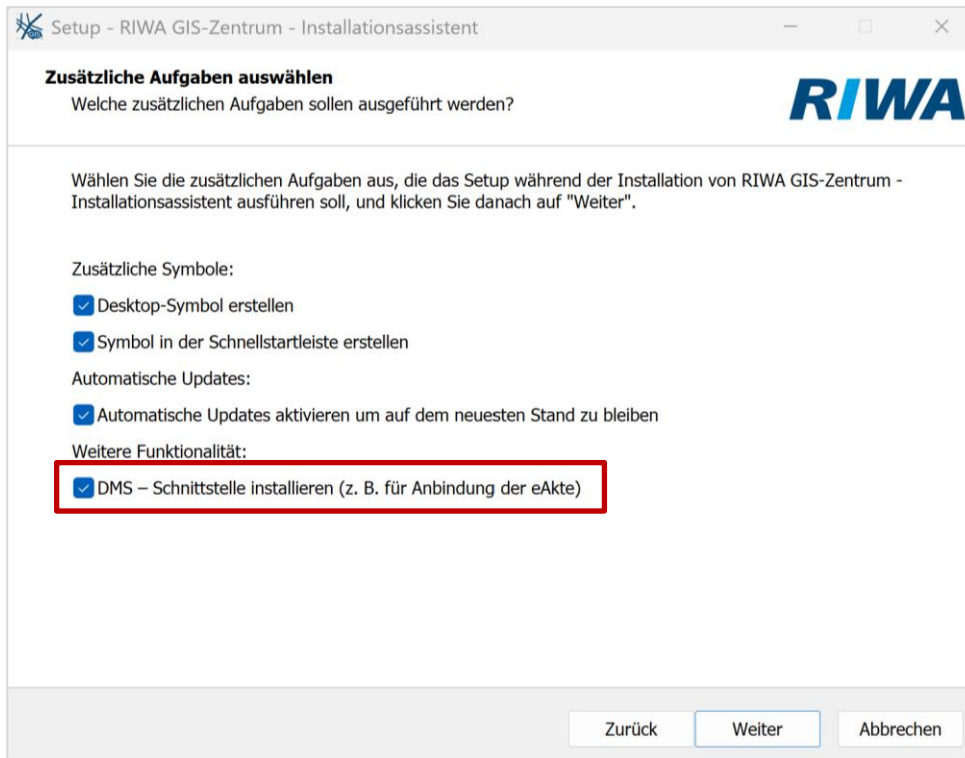 Setup - RIWA GIS-Zentrum - Installationsassistent
Zusätzliche Aufgaben auswählen
Welche zusätzlichen Aufgaben sollen ausgeführt werden?
RIWA
Wählen Sie die zusätzlichen Aufgaben aus, die das Setup während der Installation von RIWA GIS-Zentrum -
Installationsassistent ausführen soll, und klicken Sie danach auf "Weiter".
Zusätzliche Symbole:
Desktop-Symbol erstellen
Symbol in der Schnellstartleiste erstellen
Automatische Updates:
Automatische Updates aktivieren um auf dem neuesten Stand zu bleiben
Weitere Funktionalität:
DMS – Schnittstelle installieren (z. B. für Anbindung der eAkte)
Zurück
Weiter
Abbrechen